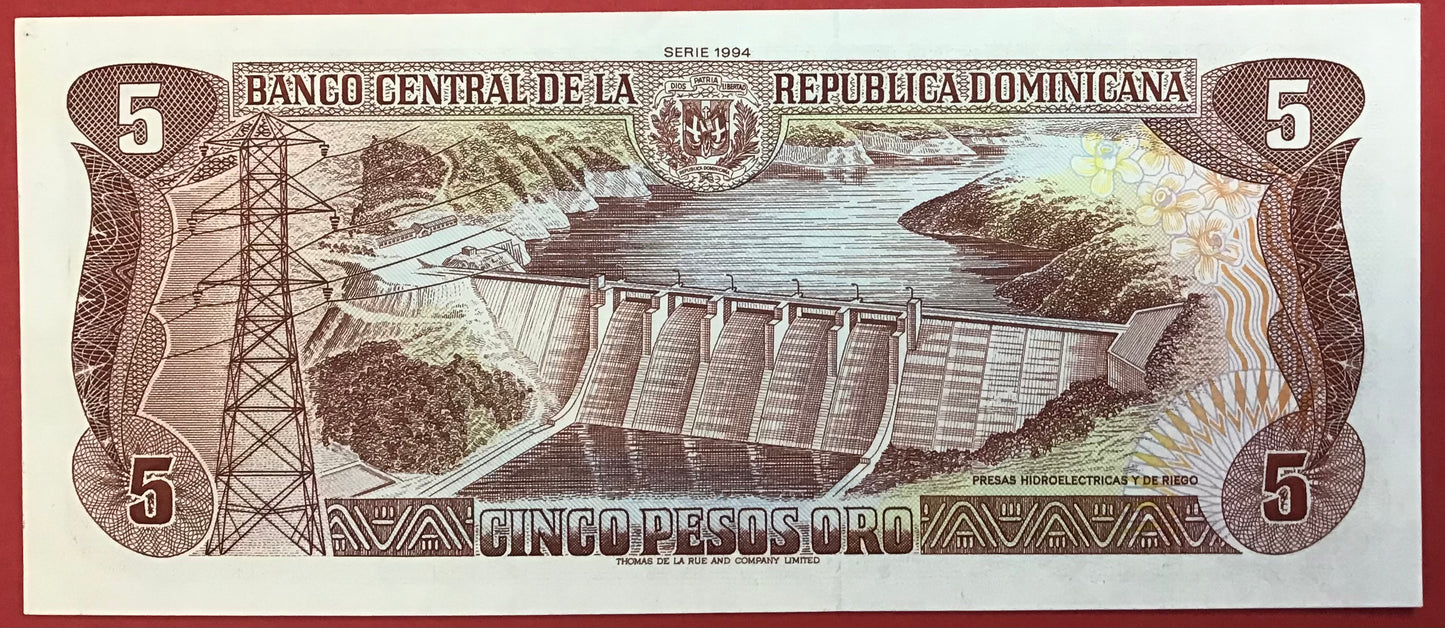 SERIE 1994
5 BANCO CENTRAL DE LA REPUBLICA DOMINICANA 5
DIOS PATRIA LIBERTAD
PRESAS HIDROELECTRICAS Y DE RIEGO
5 CINCO PESOS ORO 5
THOMAS DE LA RUE AND COMPANY LIMITED